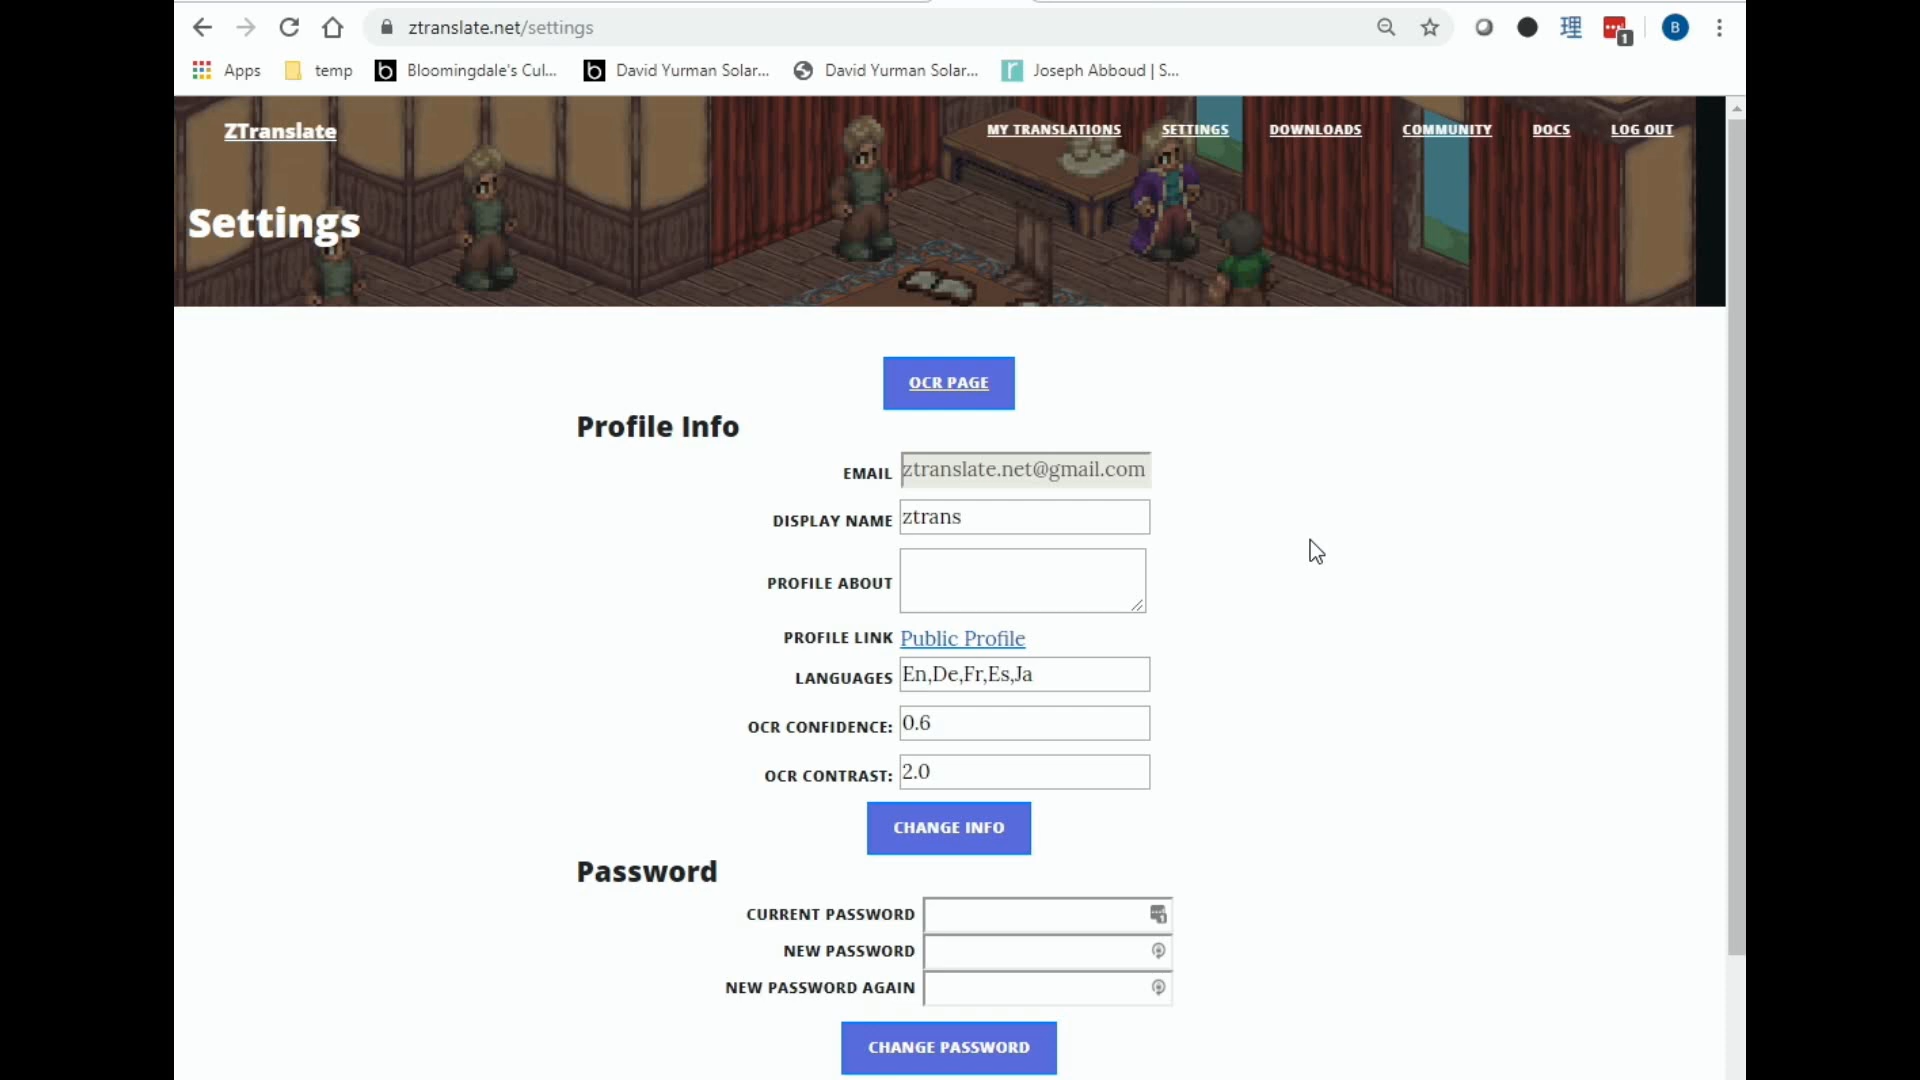 ztranslate.net/settings
理
1
B
Apps
temp
b
Bloomingdale's Cul...
b
David Yurman Solar...
David Yurman Solar...
r
Joseph Abboud | S...
ZTranslate
MY TRANSLATIONS
SETTINGS
DOWNLOADS
COMMUNITY
DOCS
LOG OUT
Settings
OCR PAGE
Profile Info
EMAIL ztranslate.net@gmail.com
DISPLAY NAME ztrans
PROFILE ABOUT
PROFILE LINK Public Profile
LANGUAGES En,De,Fr,Es,Ja
OCR CONFIDENCE: 0.6
OCR CONTRAST: 2.0
CHANGE INFO
Password
CURRENT PASSWORD
NEW PASSWORD
NEW PASSWORD AGAIN
CHANGE PASSWORD